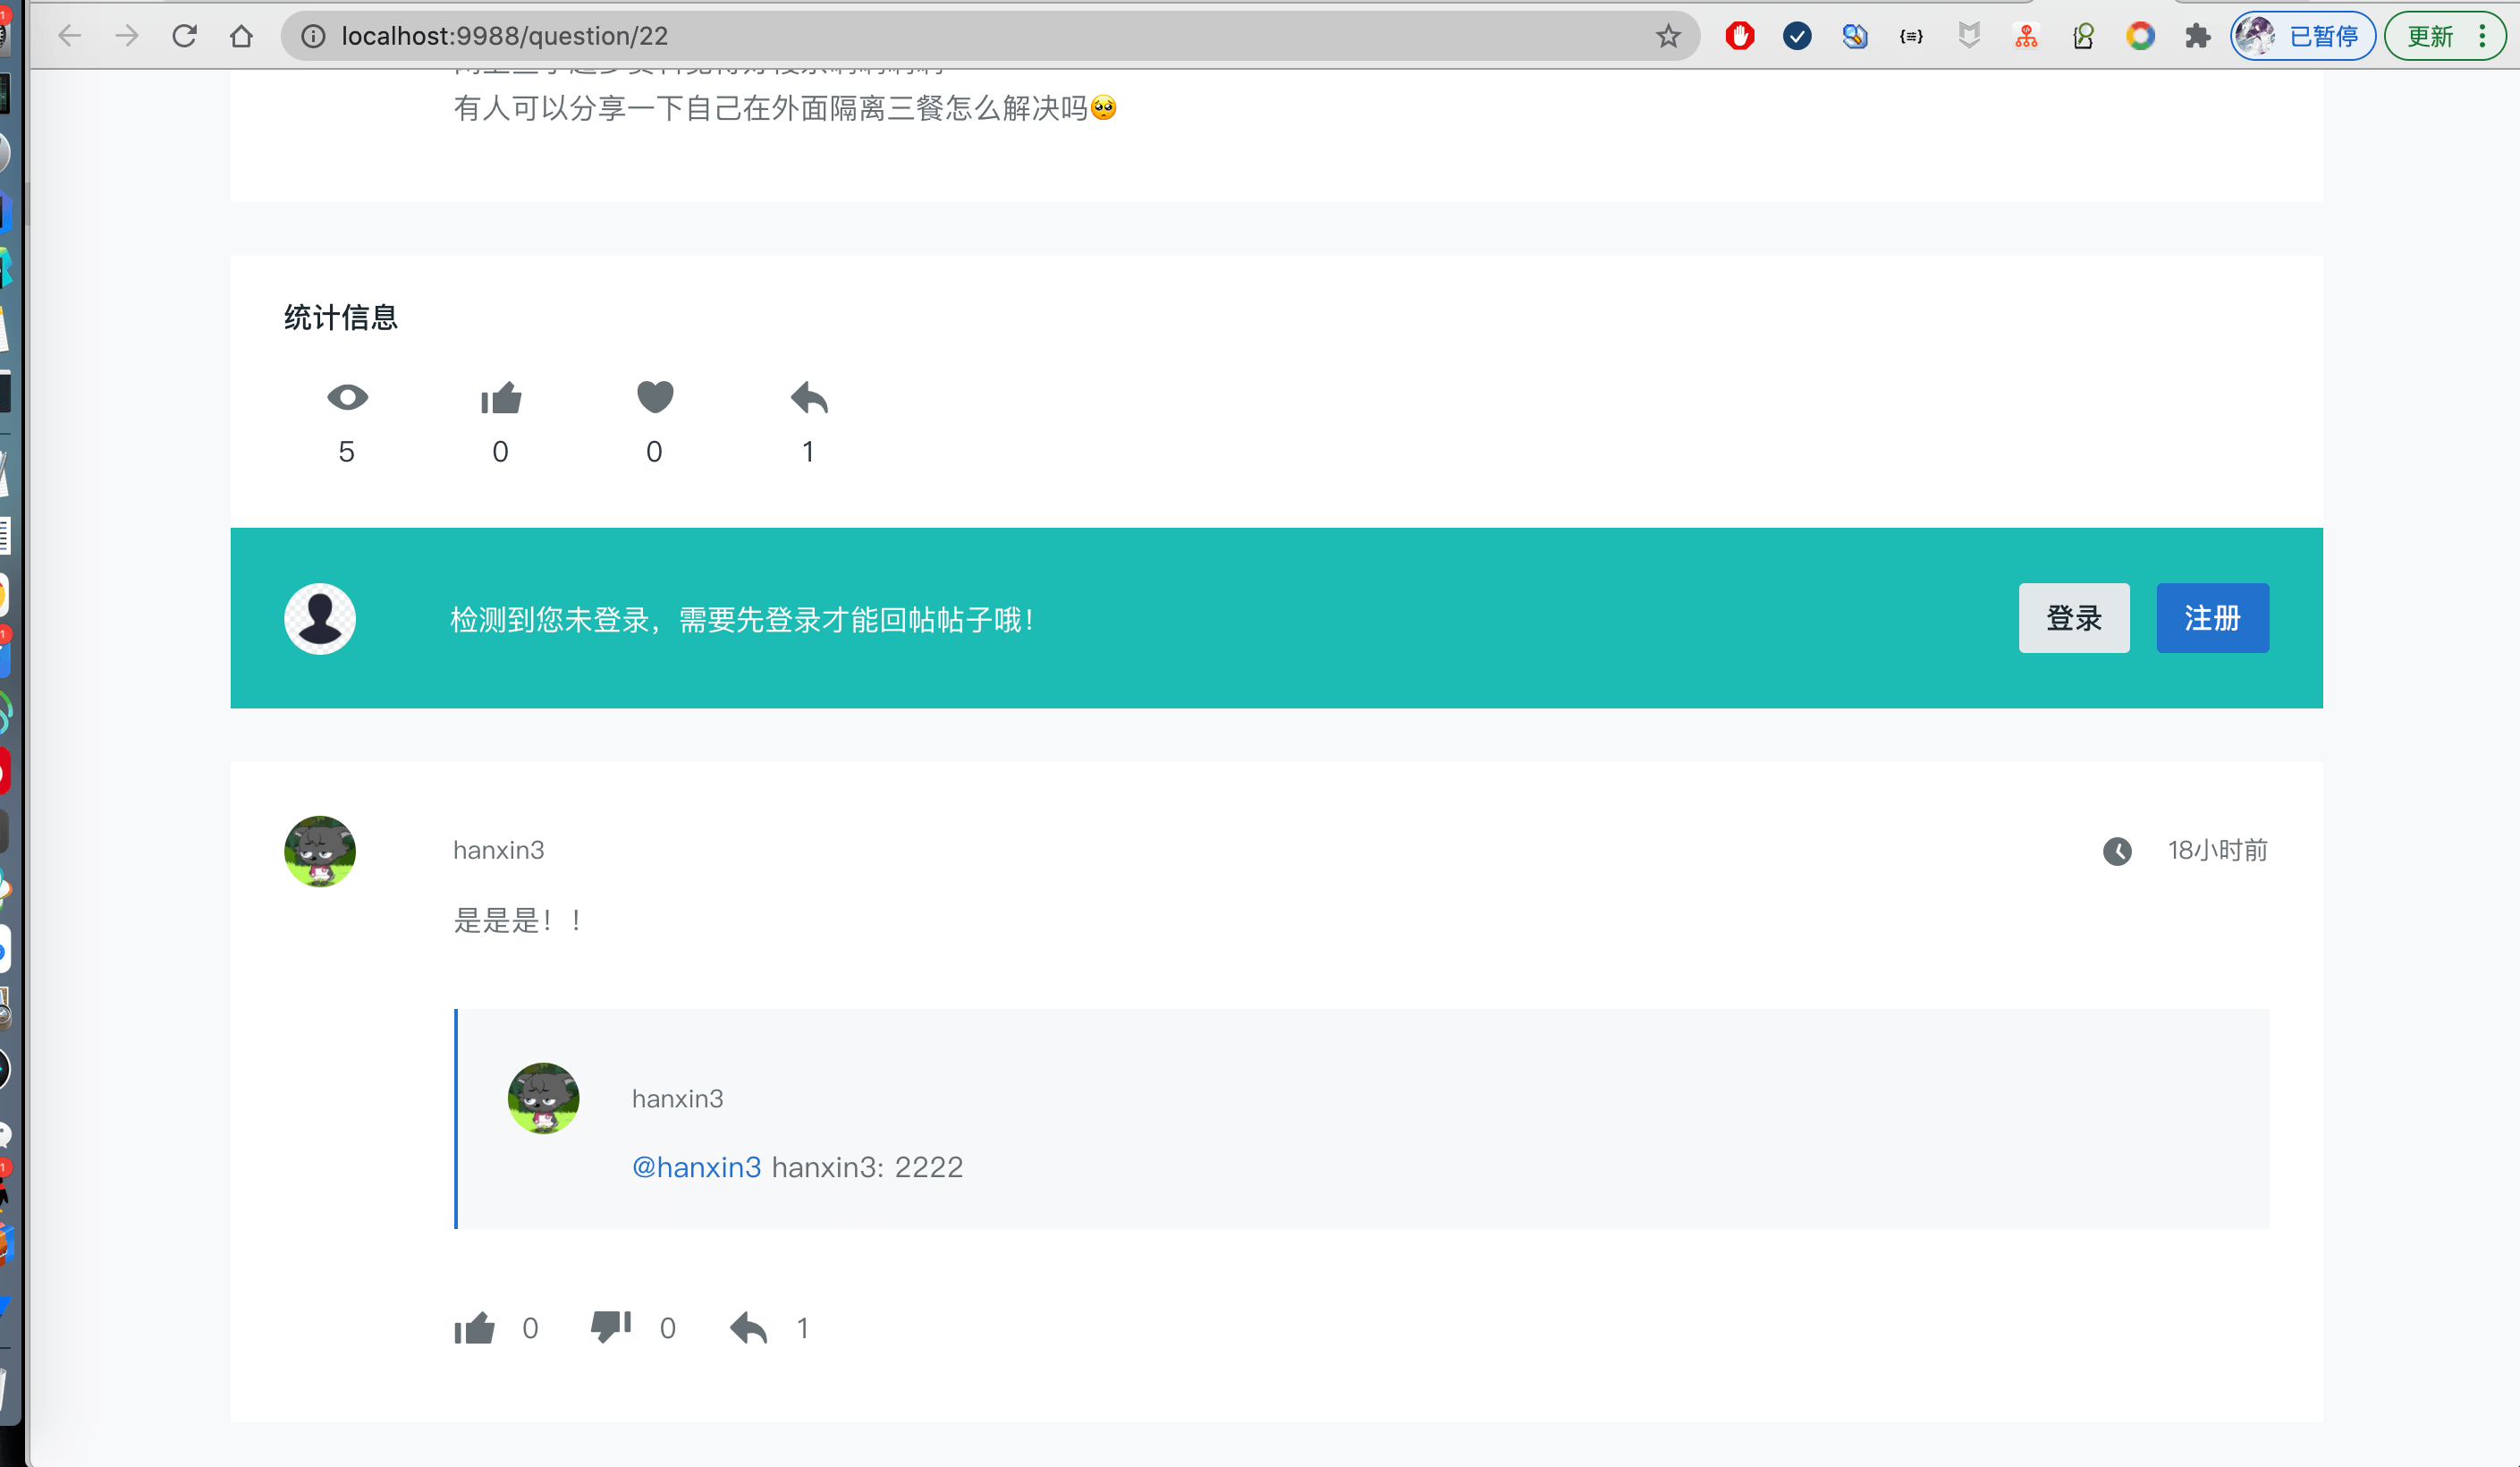 localhost:9988/question/22
已暂停
更新
有人可以分享一下自己在外面隔离三餐怎么解决吗🥺
统计信息
5 0 0 1
检测到您未登录，需要先登录才能回帖帖子哦！
登录 注册
hanxin3
18小时前
是是是！！
hanxin3
@hanxin3 hanxin3: 2222
0 0 1